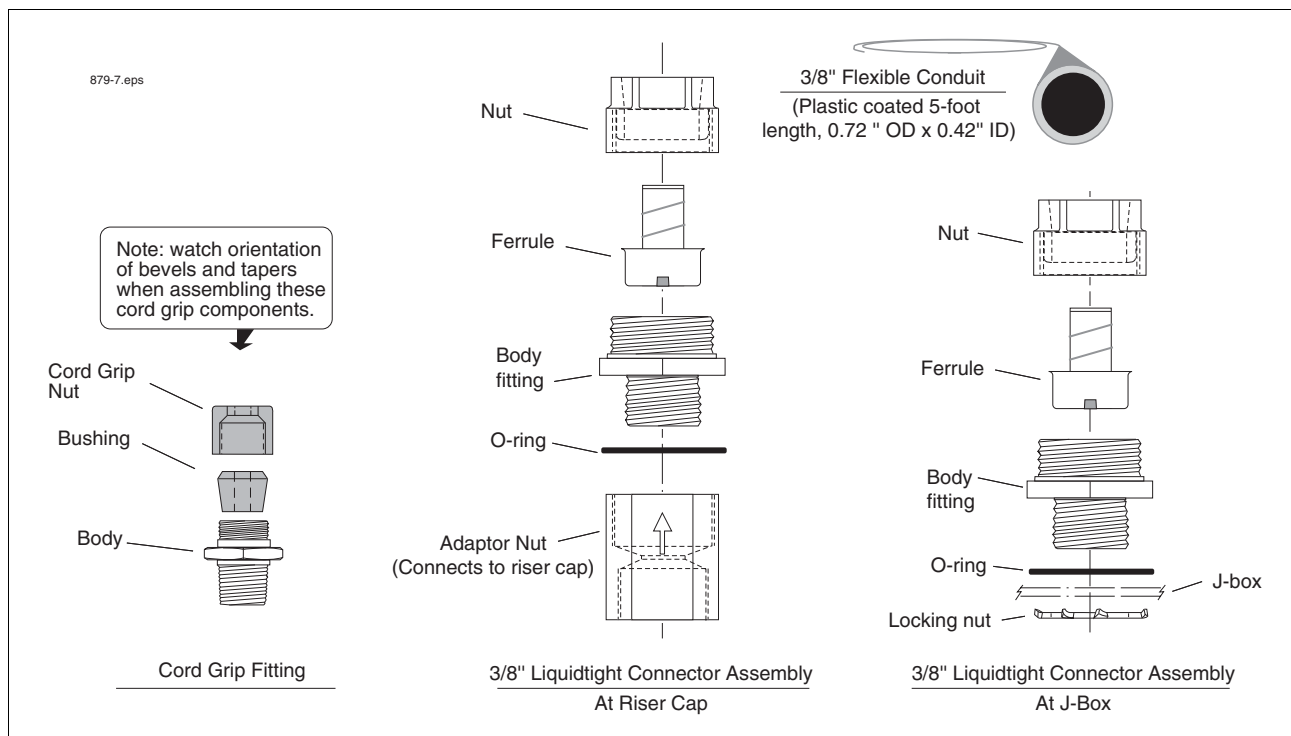 879-7.eps
Note: watch orientation
of bevels and tapers
when assembling these
cord grip components.
Cord Grip
Nut
Bushing
Body
Cord Grip Fitting
Nut
Ferrule
Body
fitting
O-ring
Adaptor Nut
(Connects to riser cap)
3/8" Liquidtight Connector Assembly
At Riser Cap
3/8" Flexible Conduit
(Plastic coated 5-foot
length, 0.72 " OD x 0.42" ID)
Nut
Ferrule
Body
fitting
O-ring
J-box
Locking nut
3/8" Liquidtight Connector Assembly
At J-Box